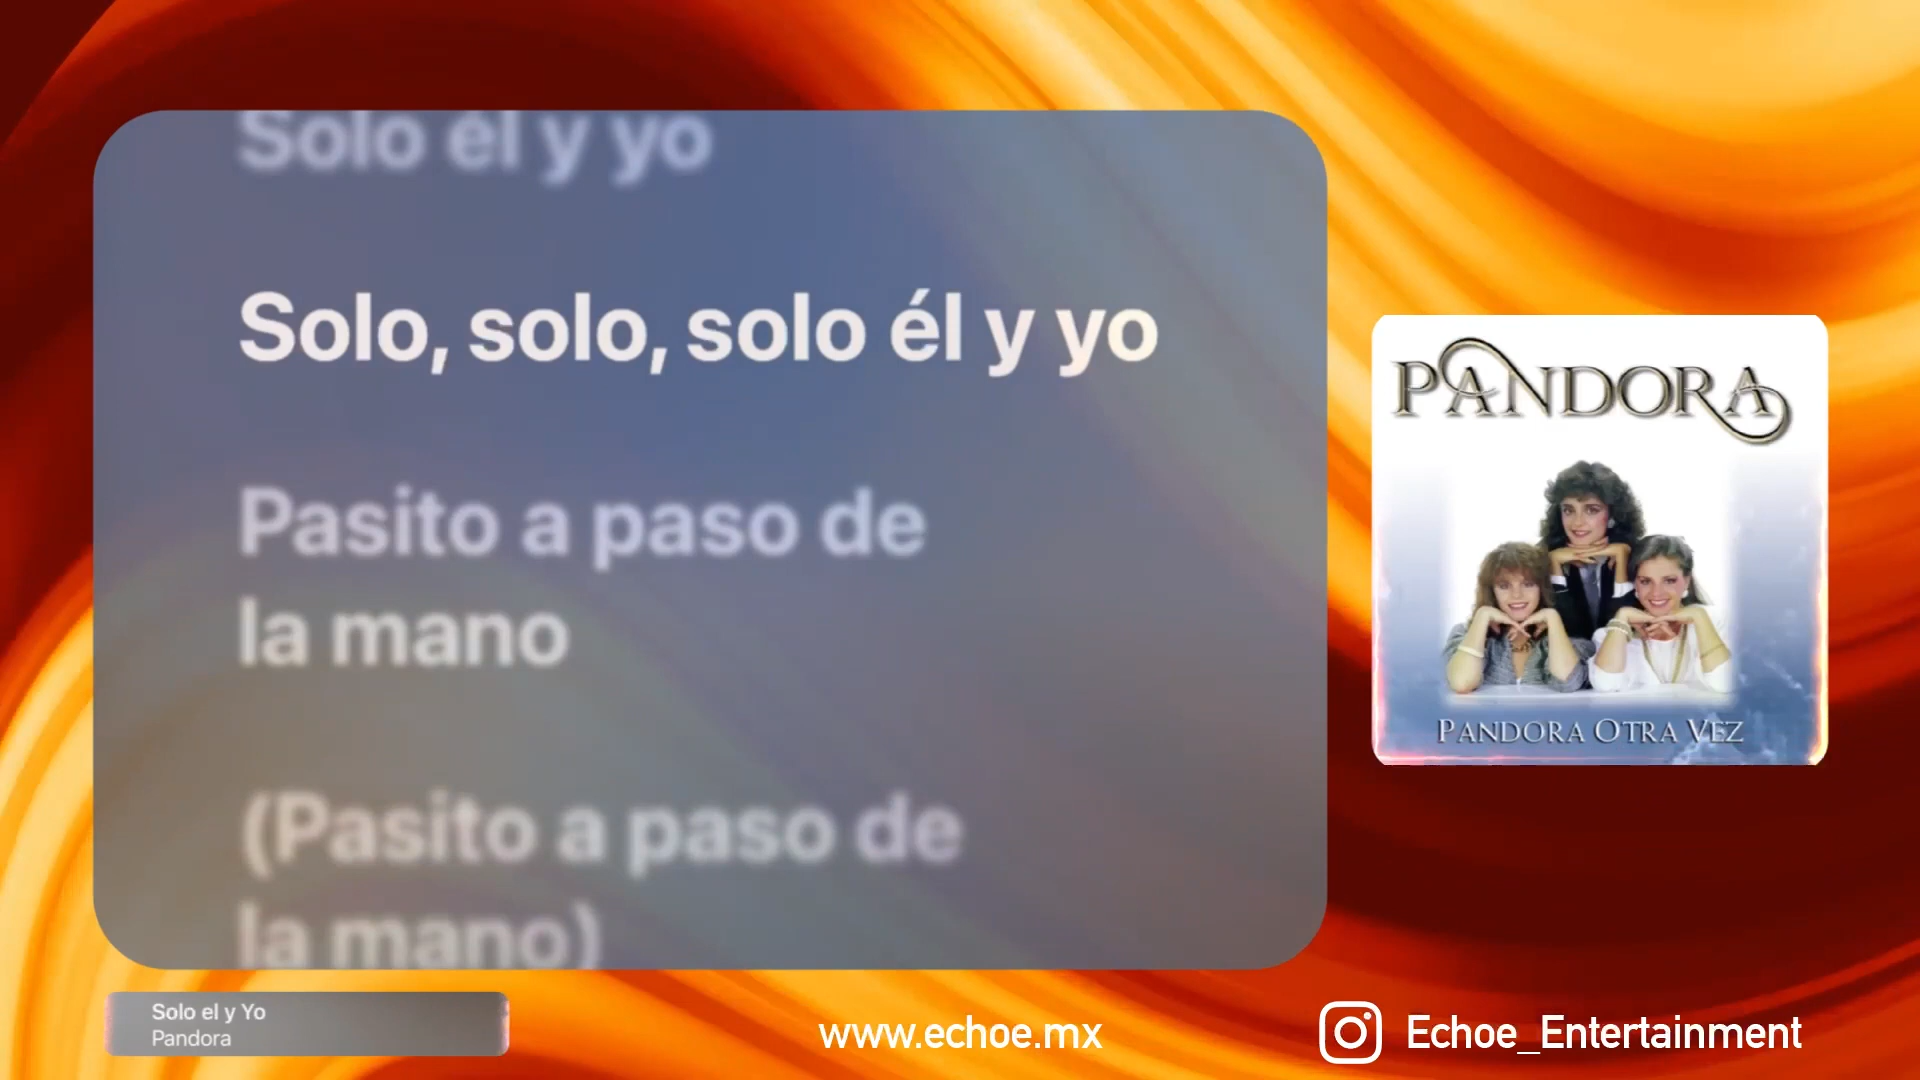 Solo él y yo
Solo, solo, solo él y yo
Pasito a paso de
la mano
(Pasito a paso de
la mano)
PANDORA
PANDORA OTRA VEZ
Solo el y Yo
Pandora
www.echoe.mx
Echoe_Entertainment